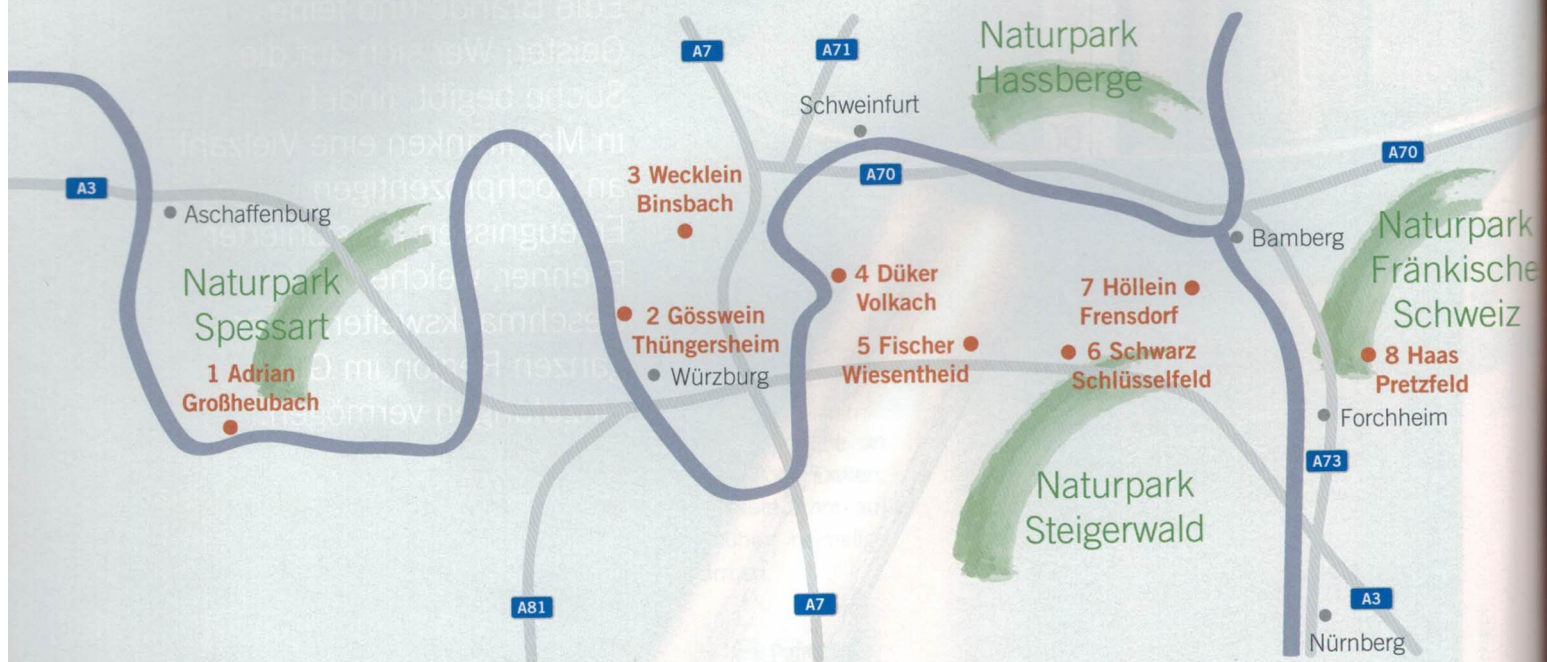 A7
A71
Naturpark
Hassberge
Schweinfurt
A70
A70
A3
Aschaffenburg
3 Wecklein
Binsbach
Naturpark
Spessart
Bamberg
Naturpark
Fränkische
Schweiz
4 Düker
Volkach
7 Höllein
Frensdorf
2 Gösswein
Thüngersheim
5 Fischer
Wiesentheid
6 Schwarz
Schlüsselfeld
8 Haas
Pretzfeld
1 Adrian
Großheubach
Würzburg
Forchheim
A73
Naturpark
Steigerwald
A81
A7
A3
Nürnberg